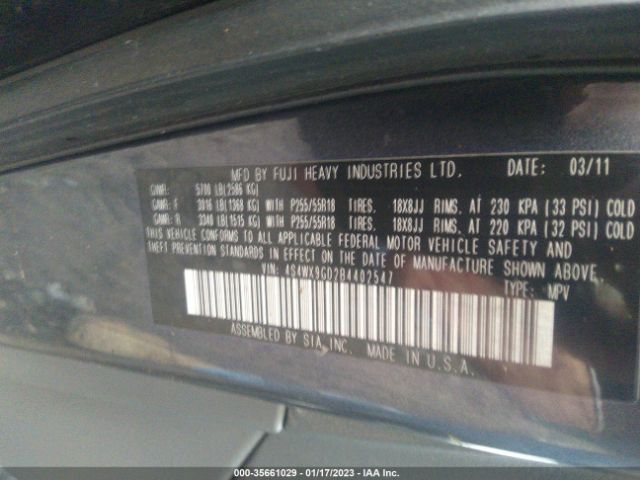 MFD BY FUJI HEAVY INDUSTRIES LTD. DATE: 03/11
GVWR: 5700 LB(2586 KG)
GAWR: F 3016 LB(1368 KG)WITH P255/55R18 TIRES. 18X8JJ RIMS. AT 230 KPA (33 PSI) COLD
GAWR: R 3340 LB(1515 KG)WITH P255/55R18 TIRES. 18X8JJ RIMS. AT 220 KPA (32 PSI) COLD
THIS VEHICLE CONFORMS TO ALL APPLICABLE FEDERAL MOTOR VEHICLE SAFETY AND
THEFT PREVENTION STANDARDS IN EFFECT ON THE DATE OF MANUFACTURE SHOWN ABOVE.
VIN: 4S4WX9GD2B4402547 TYPE: MPV
ASSEMBLED BY SIA,INC. MADE IN U.S.A.
000-35661029 - 01/17/2023 - IAA Inc.